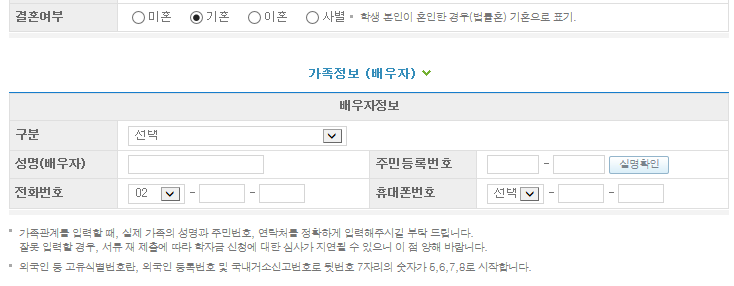 결혼여부 미혼 기혼 이혼 사별 학생 본인이 혼인한 경우(법률혼) 기혼으로 표기.
가족정보 (배우자)
배우자정보
구분 선택
성명(배우자) 주민등록번호 - 실명확인
전화번호 02 - - 휴대폰번호 선택 - -
가족관계를 입력할 때, 실제 가족의 성명과 주민번호, 연락처를 정확하게 입력해주시길 부탁 드립니다.
잘못 입력할 경우, 서류 재 제출에 따라 학자금 신청에 대한 심사가 지연될 수 있으니 이 점 양해 바랍니다.
외국인 등 고유식별번호란, 외국인 등록번호 및 국내거소신고번호로 뒷번호 7자리의 숫자가 5,6,7,8로 시작합니다.